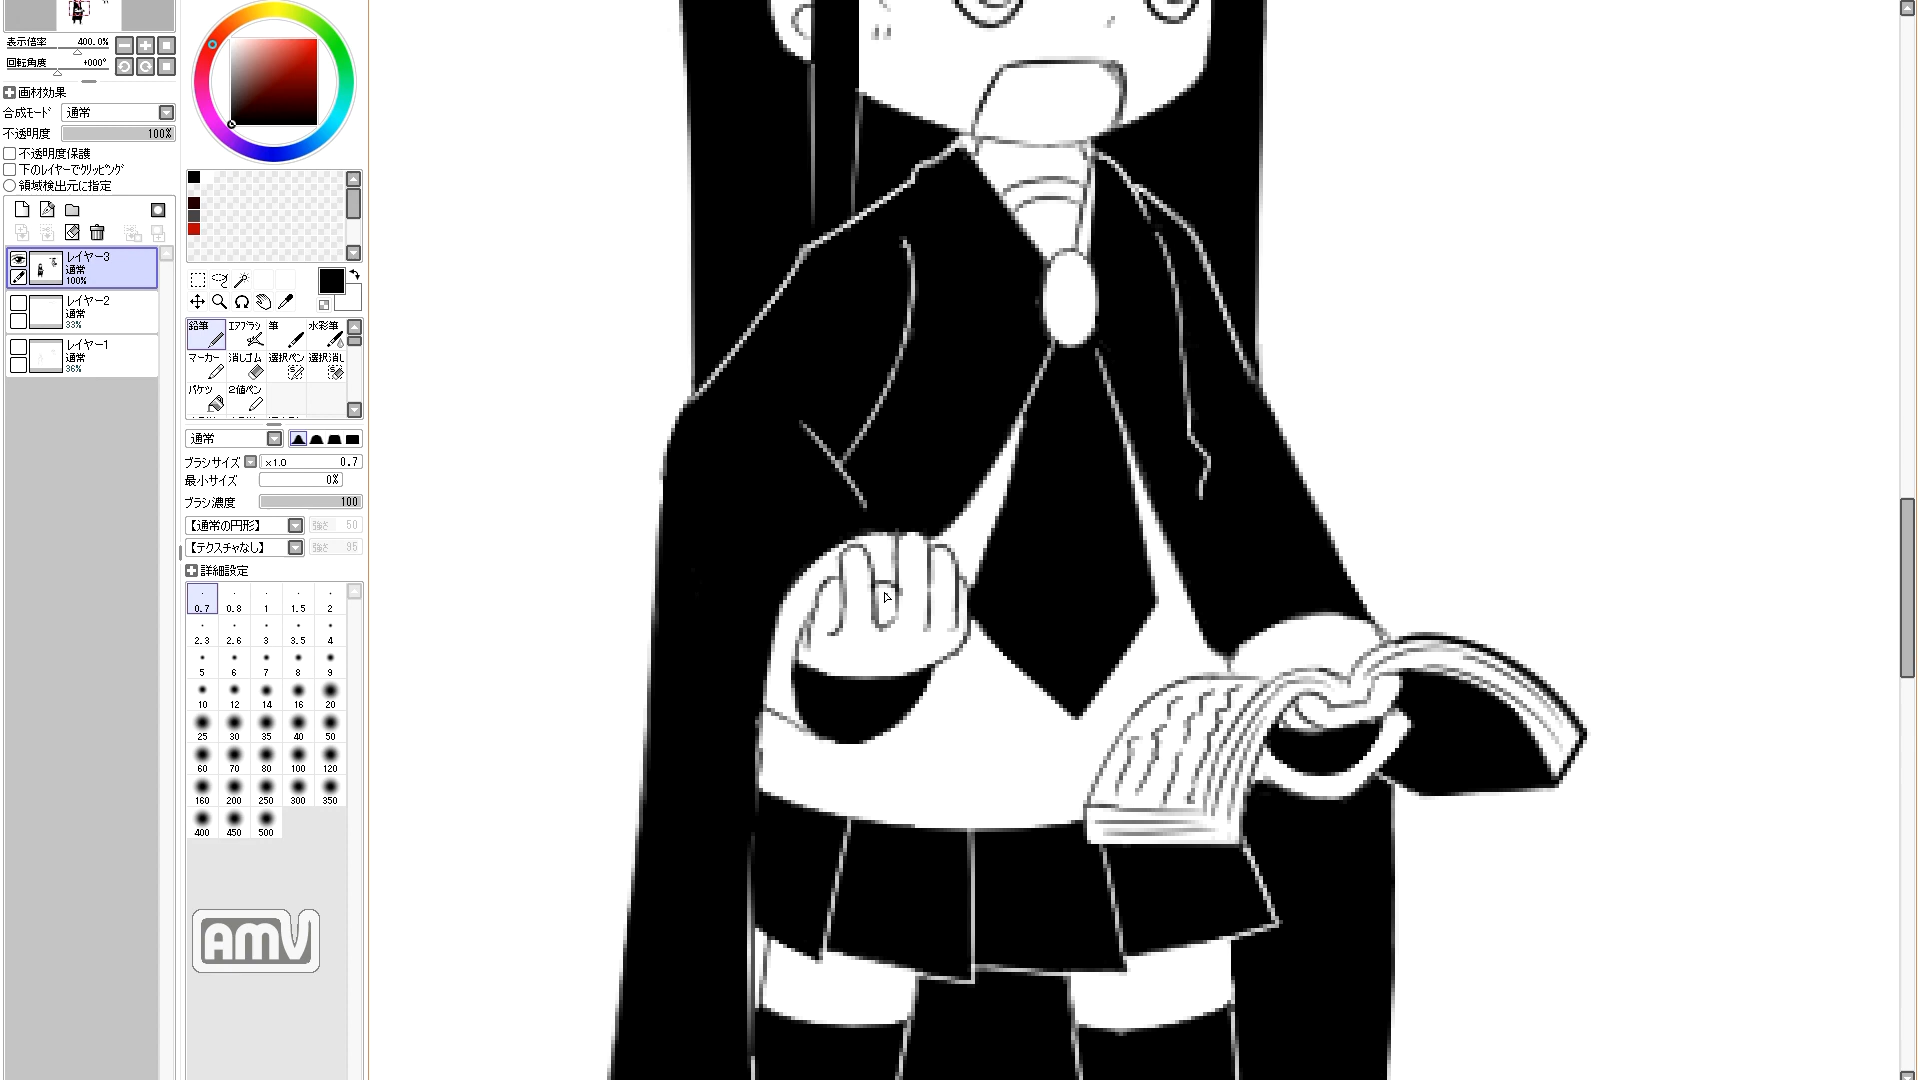 表示倍率 400.0%
回転角度 +000°
画材効果
合成モード 通常
不透明度 100%
不透明度保護
下のレイヤーでクリッピング
領域検出元に指定
レイヤー3
通常
100%
レイヤー2
通常
33%
レイヤー1
通常
36%
鉛筆 エアブラシ 筆 水彩筆
マーカー 消しゴム 選択ペン 選択消し
バケツ 2値ペン
通常
ブラシサイズ x1.0 0.7
最小サイズ 0%
ブラシ濃度 100
【通常の円形】 強さ 50
【テクスチャなし】 強さ 95
詳細設定
0.7 0.8 1 1.5 2
2.3 2.6 3 3.5 4
5 6 7 8 9
10 12 14 16 20
25 30 35 40 50
60 70 80 100 120
160 200 250 300 350
400 450 500
AMV